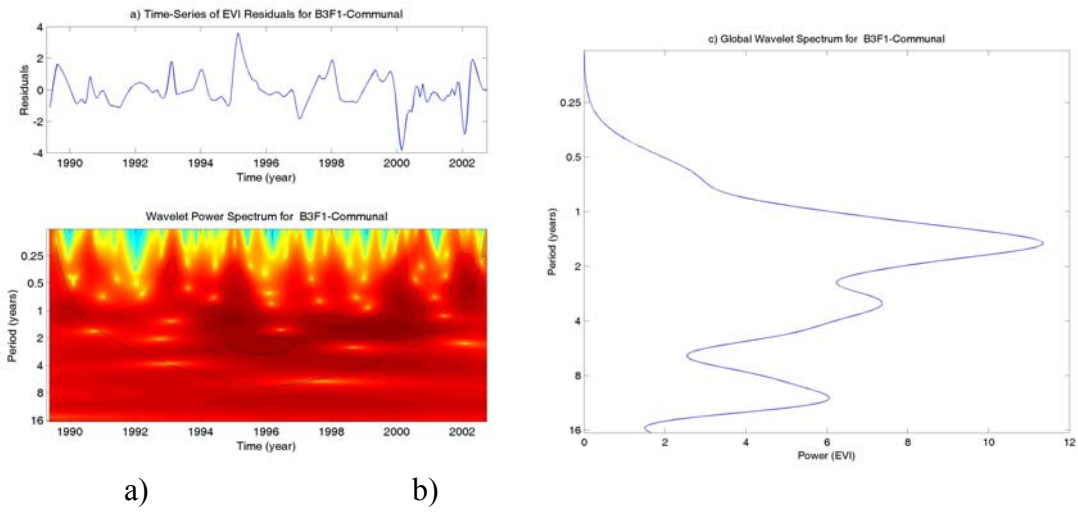 a) Time-Series of EVI Residuals for B3F1-Communal
4
2
0
-2
-4
Residuals
1990 1992 1994 1996 1998 2000 2002
Time (year)
Wavelet Power Spectrum for B3F1-Communal
0.25
0.5
1
2
4
8
16
Period (years)
1990 1992 1994 1996 1998 2000 2002
Time (year)
c) Global Wavelet Spectrum for B3F1-Communal
0.25
0.5
1
2
4
8
16
Period (years)
0 2 4 6 8 10 12
Power (EVI)
a) b)